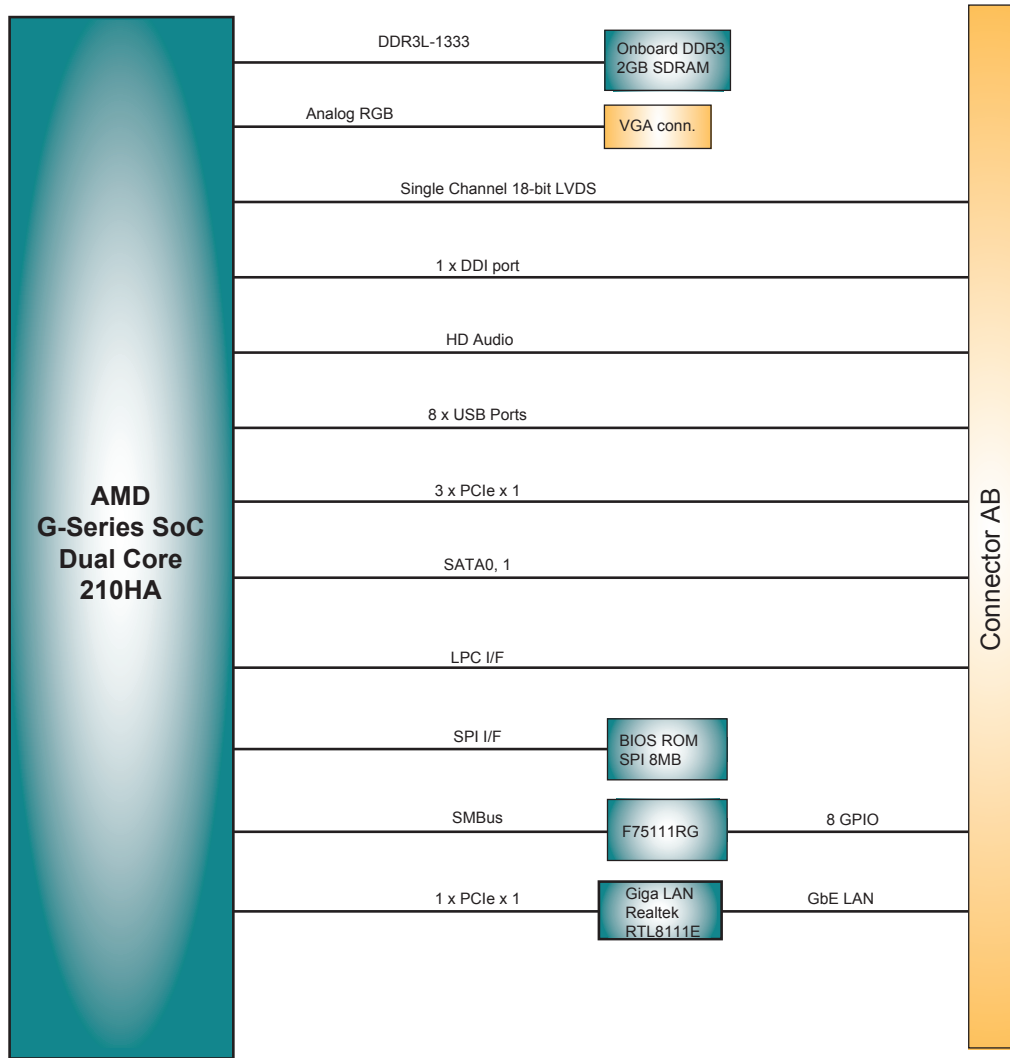 DDR3L-1333
Onboard DDR3
2GB SDRAM
Analog RGB
VGA conn.
Single Channel 18-bit LVDS
1 x DDI port
HD Audio
8 x USB Ports
3 x PCIe x 1
AMD
G-Series SoC
Dual Core
210HA
Connector AB
SATA0, 1
LPC I/F
SPI I/F
BIOS ROM
SPI 8MB
SMBus
F75111RG
8 GPIO
1 x PCIe x 1
Giga LAN
Realtek
RTL8111E
GbE LAN